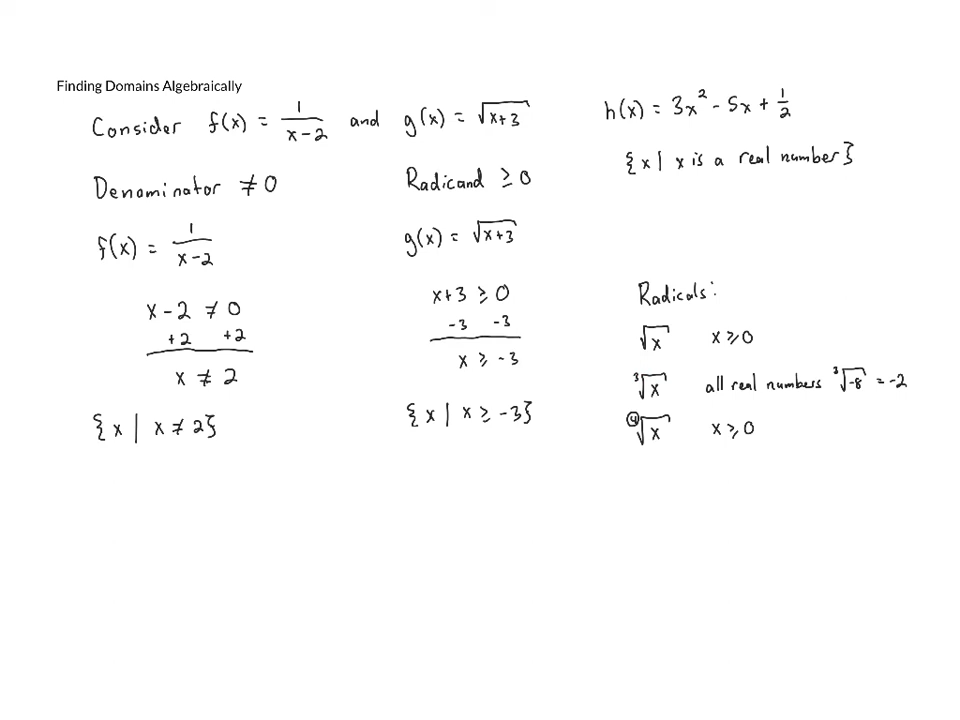 Finding Domains Algebraically
Consider f(x) = 1/(x-2) and g(x) = √(x+3)
Denominator ≠ 0
f(x) = 1/(x-2)
x - 2 ≠ 0
+2 +2
x ≠ 2
{x | x ≠ 2}
Radicand ≥ 0
g(x) = √(x+3)
x+3 ≥ 0
-3 -3
x ≥ -3
{x | x ≥ -3}
h(x) = 3x² - 5x + 1/2
{x | x is a real number}
Radicals:
√x x ≥ 0
∛x all real numbers ∛-8 = -2
∜x x ≥ 0